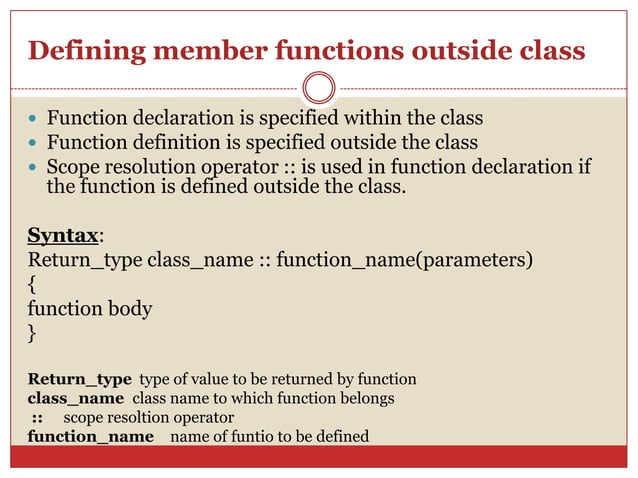 Defining member functions outside class
• Function declaration is specified within the class
• Function definition is specified outside the class
• Scope resolution operator :: is used in function declaration if
the function is defined outside the class.
Syntax:
Return_type class_name :: function_name(parameters)
{
function body
}
Return_type type of value to be returned by function
class_name class name to which function belongs
:: scope resoltion operator
function_name name of funtio to be defined